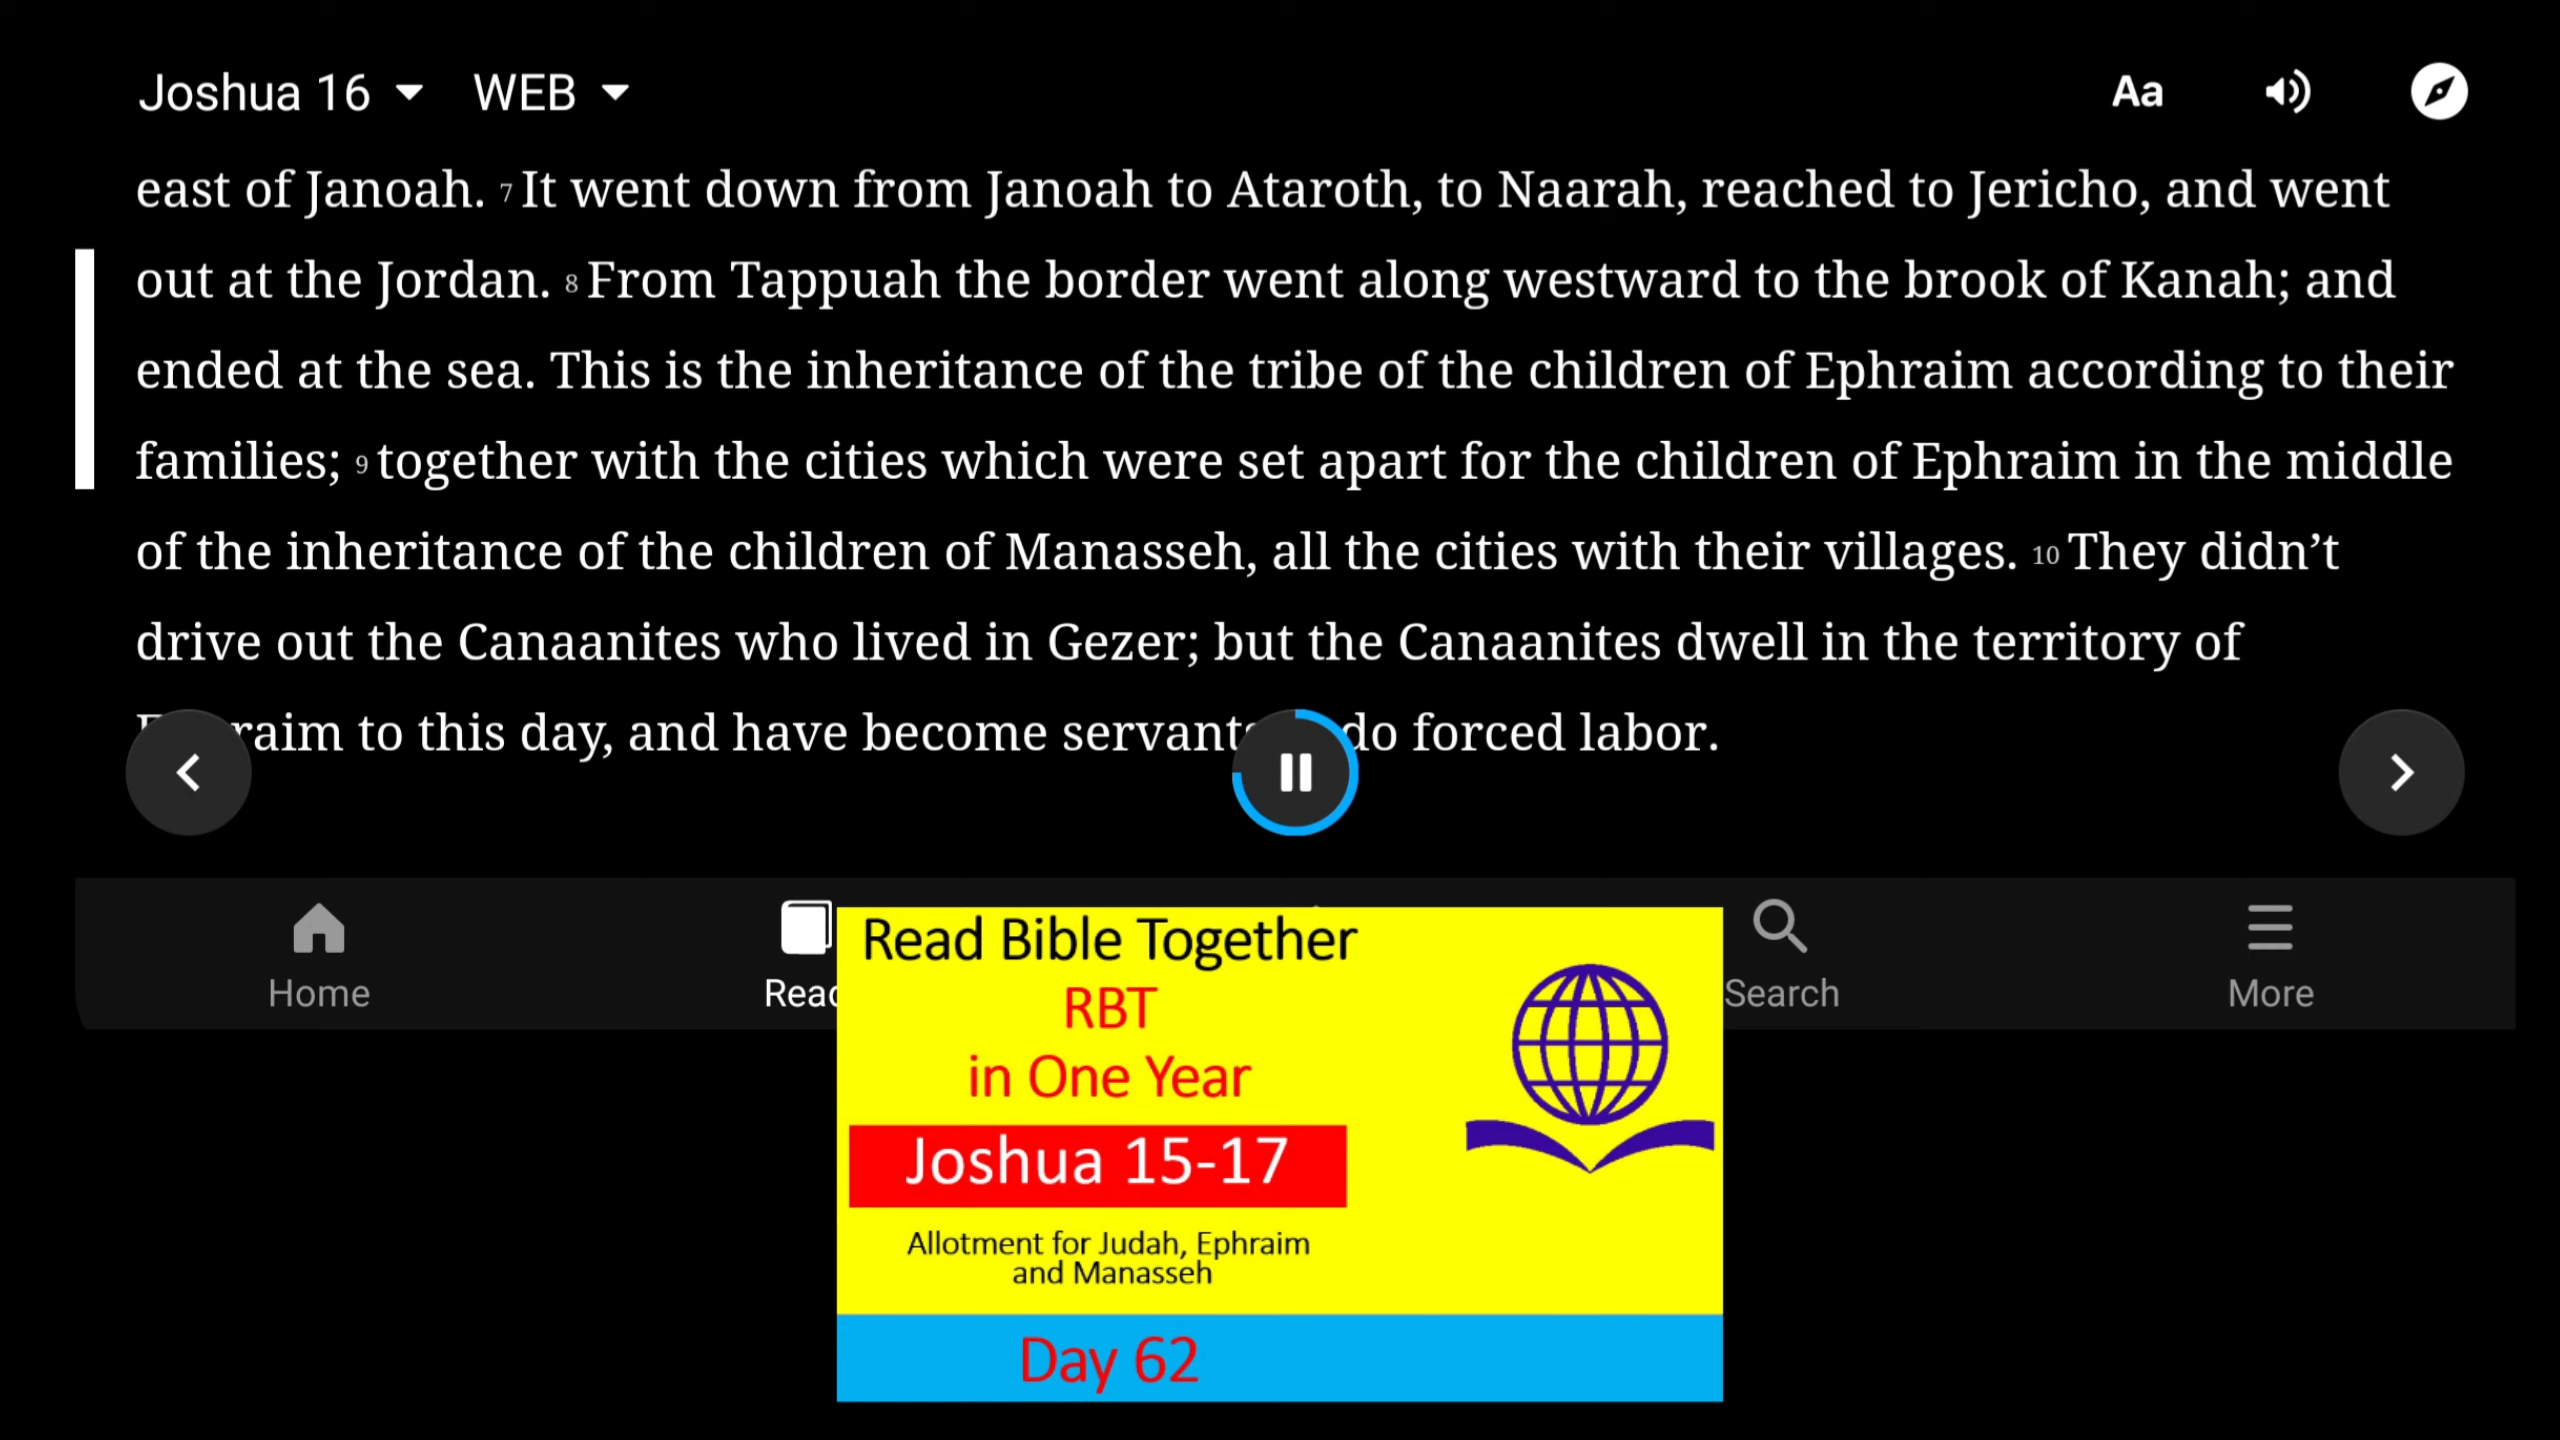 Joshua 16 WEB Aa
east of Janoah. 7 It went down from Janoah to Ataroth, to Naarah, reached to Jericho, and went
out at the Jordan. 8 From Tappuah the border went along westward to the brook of Kanah; and
ended at the sea. This is the inheritance of the tribe of the children of Ephraim according to their
families; 9 together with the cities which were set apart for the children of Ephraim in the middle
of the inheritance of the children of Manasseh, all the cities with their villages. 10 They didn’t
drive out the Canaanites who lived in Gezer; but the Canaanites dwell in the territory of
to this day, and have become do forced labor.
Home Read Search More
Read Bible Together
RBT
in One Year
Joshua 15-17
Allotment for Judah, Ephraim
and Manasseh
Day 62